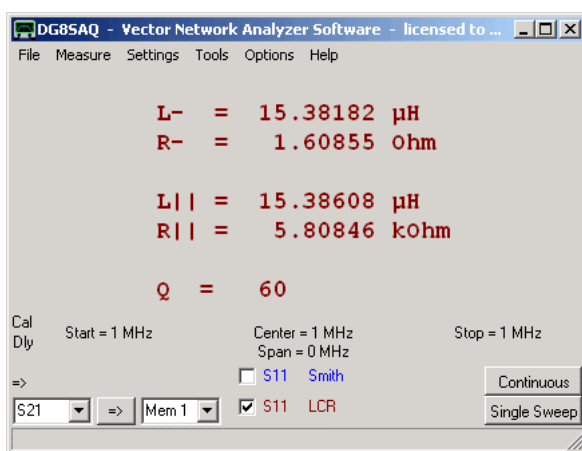 DG8SAQ - Vector Network Analyzer Software - licensed to ...
File Measure Settings Tools Options Help
L- = 15.38182 µH
R- = 1.60855 Ohm
L|| = 15.38608 µH
R|| = 5.80846 kOhm
Q = 60
Cal
Dly
Start = 1 MHz Center = 1 MHz Stop = 1 MHz
Span = 0 MHz
=> S11 Smith Continuous
S21 => Mem 1 S11 LCR Single Sweep